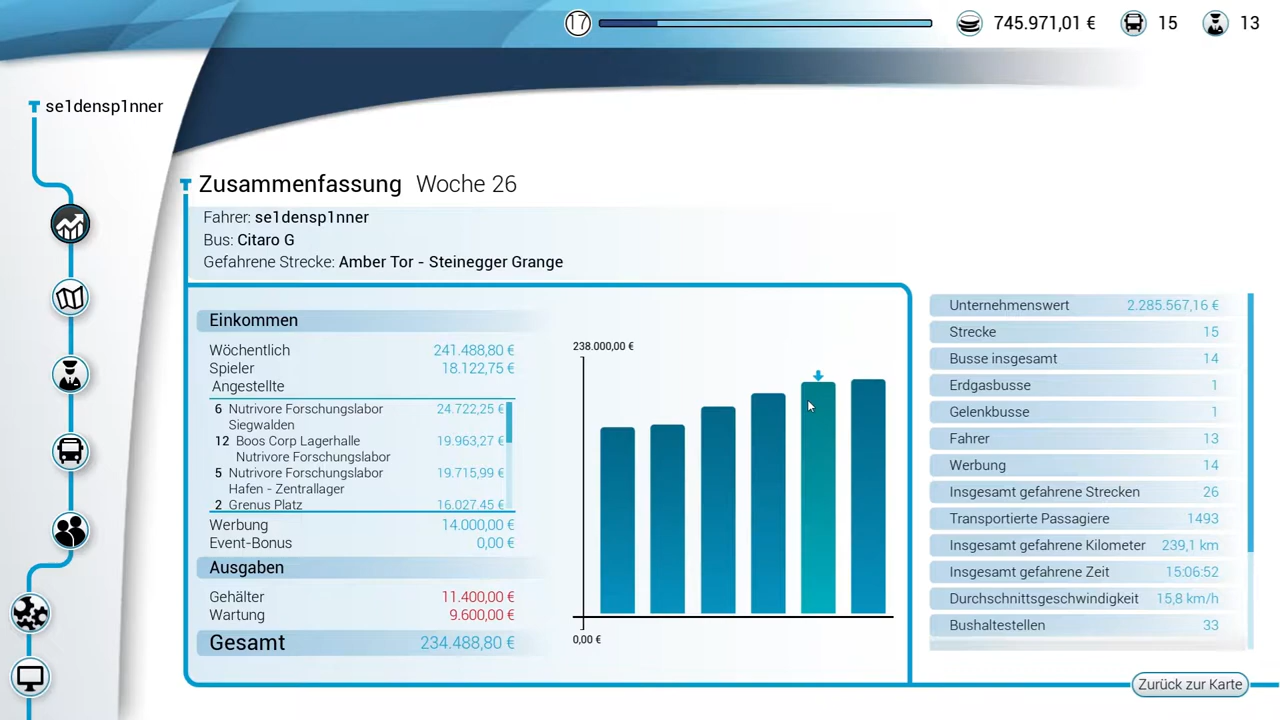 17
745.971,01 €
15
13
se1densp1nner
Zusammenfassung Woche 26
Fahrer: se1densp1nner
Bus: Citaro G
Gefahrene Strecke: Amber Tor - Steinegger Grange
Einkommen
Wöchentlich 241.488,80 €
Spieler 18.122,75 €
Angestellte
6 Nutrivore Forschungslabor 24.722,25 €
Siegwalden
12 Boos Corp Lagerhalle 19.963,27 €
Nutrivore Forschungslabor
5 Nutrivore Forschungslabor 19.715,99 €
Hafen - Zentrallager
2 Grenus Platz 16.027,45 €
Werbung 14.000,00 €
Event-Bonus 0,00 €
Ausgaben
Gehälter 11.400,00 €
Wartung 9.600,00 €
Gesamt 234.488,80 €
238.000,00 €
0,00 €
Unternehmenswert 2.285.567,16 €
Strecke 15
Busse insgesamt 14
Erdgasbusse 1
Gelenkbusse 1
Fahrer 13
Werbung 14
Insgesamt gefahrene Strecken 26
Transportierte Passagiere 1493
Insgesamt gefahrene Kilometer 239,1 km
Insgesamt gefahrene Zeit 15:06:52
Durchschnittsgeschwindigkeit 15,8 km/h
Bushaltestellen 33
Zurück zur Karte